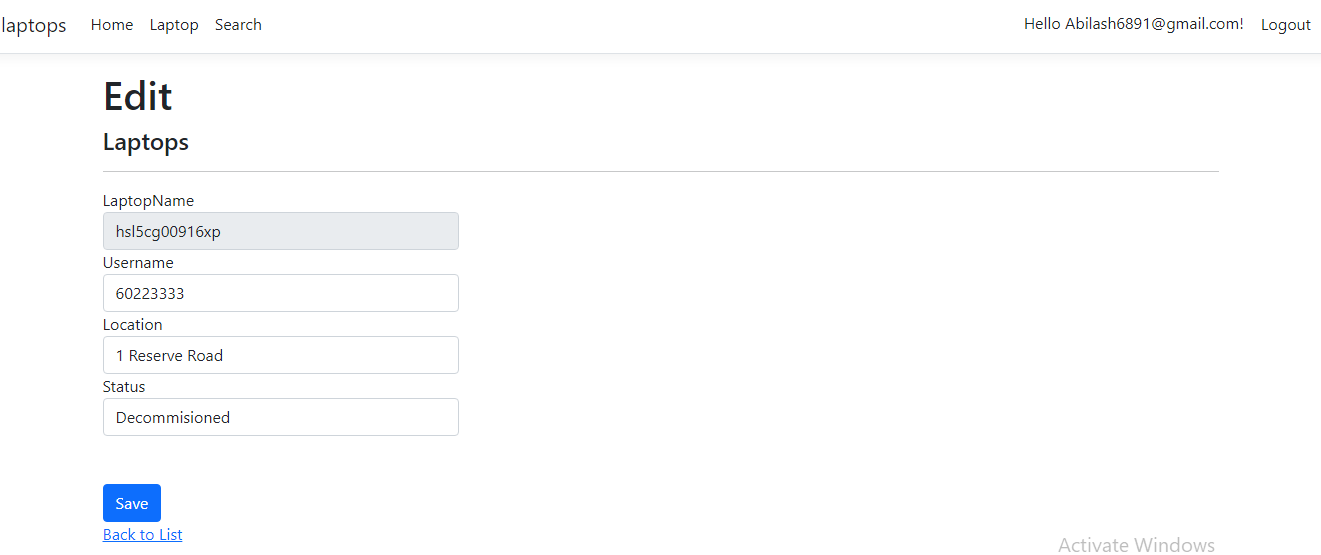 laptops Home Laptop Search Hello Abilash6891@gmail.com! Logout
Edit
Laptops
LaptopName
hsl5cg00916xp
Username
60223333
Location
1 Reserve Road
Status
Decommisioned
Save
Back to List
Activate Windows